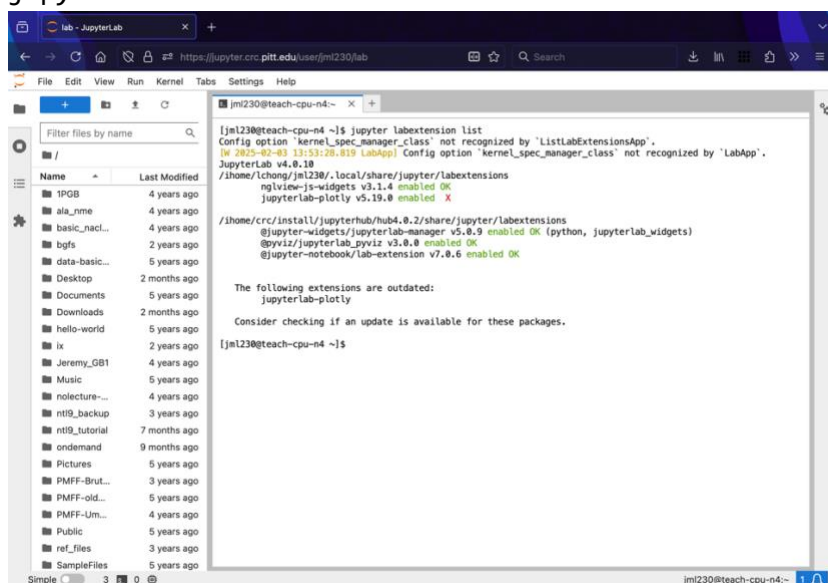 lab - JupyterLab
https://jupyter.crc.pitt.edu/user/jml230/lab
Search
File Edit View Run Kernel Tabs Settings Help
jml230@teach-cpu-n4:~
Filter files by name
/
Name Last Modified
1PGB 4 years ago
ala_nme 4 years ago
basic_nacl... 4 years ago
bgfs 2 years ago
data-basic... 5 years ago
Desktop 2 months ago
Documents 5 years ago
Downloads 2 months ago
hello-world 5 years ago
ix 2 years ago
Jeremy_GB1 4 years ago
Music 5 years ago
nolecture-... 4 years ago
ntl9_backup 3 years ago
ntl9_tutorial 7 months ago
ondemand 9 months ago
Pictures 5 years ago
PMFF-Brut... 3 years ago
PMFF-old... 5 years ago
PMFF-Um... 4 years ago
Public 5 years ago
ref_files 3 years ago
SampleFiles 5 years ago
[jml230@teach-cpu-n4 ~]$ jupyter labextension list
Config option `kernel_spec_manager_class` not recognized by `ListLabExtensionsApp`.
[W 2025-02-03 13:53:28.819 LabApp] Config option `kernel_spec_manager_class` not recognized by `LabApp`.
JupyterLab v4.0.10
/ihome/lchong/jml230/.local/share/jupyter/labextensions
nglview-js-widgets v3.1.4 enabled OK
jupyterlab-plotly v5.19.0 enabled X
/ihome/crc/install/jupyterhub/hub4.0.2/share/jupyter/labextensions
@jupyter-widgets/jupyterlab-manager v5.0.9 enabled OK (python, jupyterlab_widgets)
@pyviz/jupyterlab_pyviz v3.0.0 enabled OK
@jupyter-notebook/lab-extension v7.0.6 enabled OK
The following extensions are outdated:
jupyterlab-plotly
Consider checking if an update is available for these packages.
[jml230@teach-cpu-n4 ~]$
Simple 3 0 jml230@teach-cpu-n4:~ 1